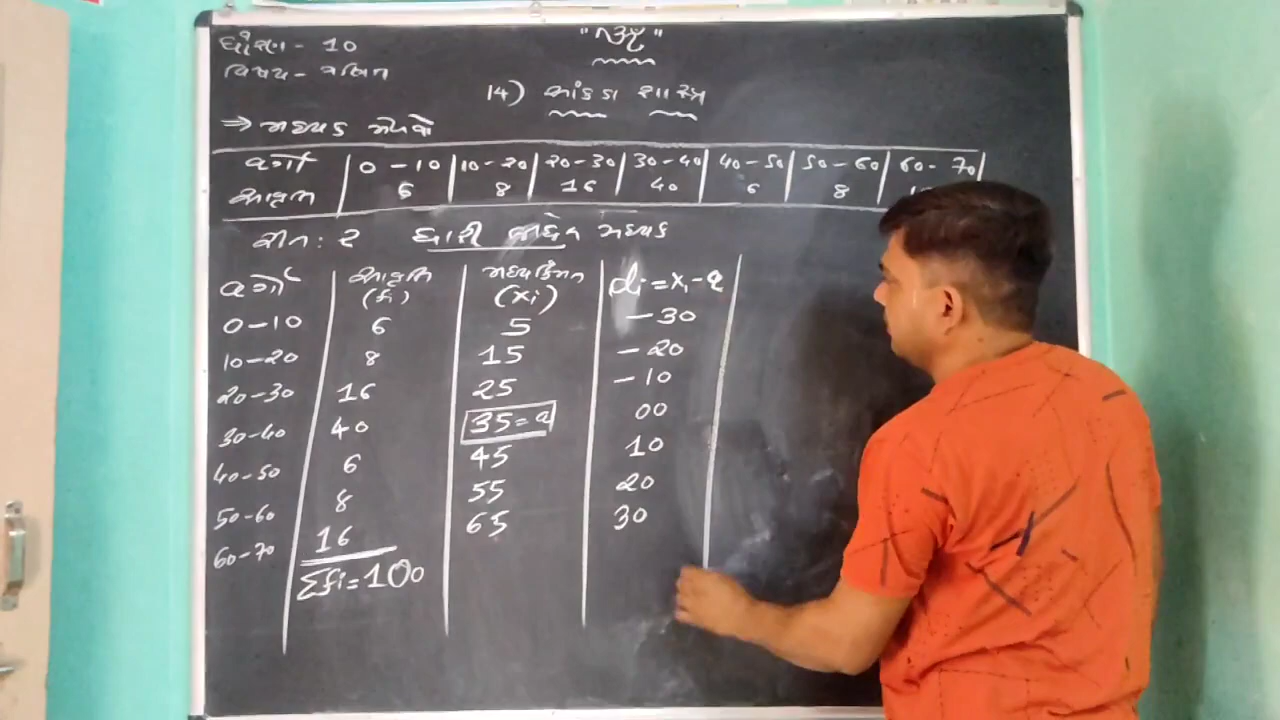 ધોરણ - 10
વિષય - ગણિત
14) આંકડા શાસ્ત્ર
⇒ મધ્યક મેળવો
વર્ગ 0 - 10 10 - 20 20 - 30 30 - 40 40 - 50 50 - 60 60 - 70
આવૃત્તિ 6 8 16 40 6 8
રીત : 2 ધારી લીધેલ મધ્યક
વર્ગ આવૃત્તિ (fi) મધ્યકિંમત (xi) di = xi - a
0-10 6 5 -30
10-20 8 15 -20
20-30 16 25 -10
30-40 40 35 = a 00
40-50 6 45 10
50-60 8 55 20
60-70 16 65 30
Σfi = 100